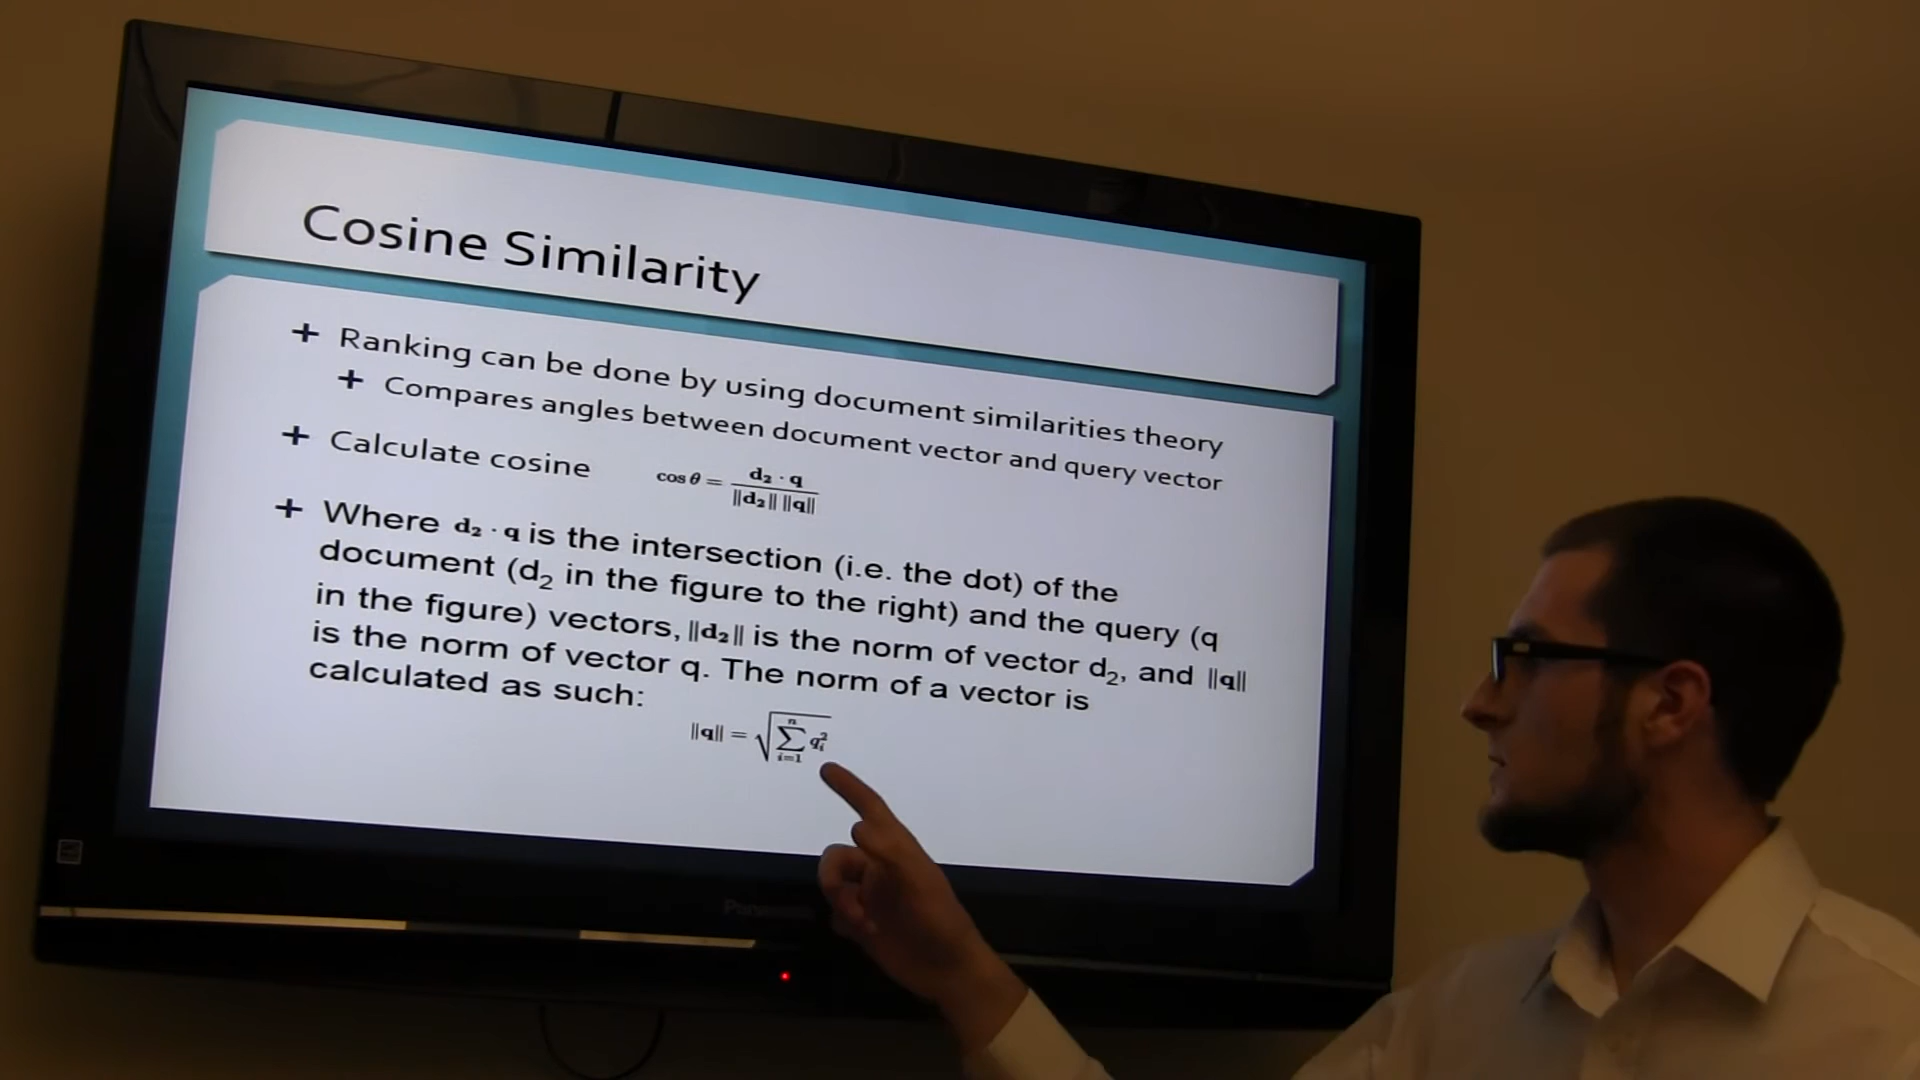 Cosine Similarity
+ Ranking can be done by using document similarities theory
+ Compares angles between document vector and query vector
+ Calculate cosine cos θ = d₂ · q / ‖d₂‖ ‖q‖
+ Where d₂ · q is the intersection (i.e. the dot) of the
document (d₂ in the figure to the right) and the query (q
in the figure) vectors, ‖d₂‖ is the norm of vector d₂, and ‖q‖
is the norm of vector q. The norm of a vector is
calculated as such:
‖q‖ = √ n ∑ i=1 qᵢ²
Panasonic